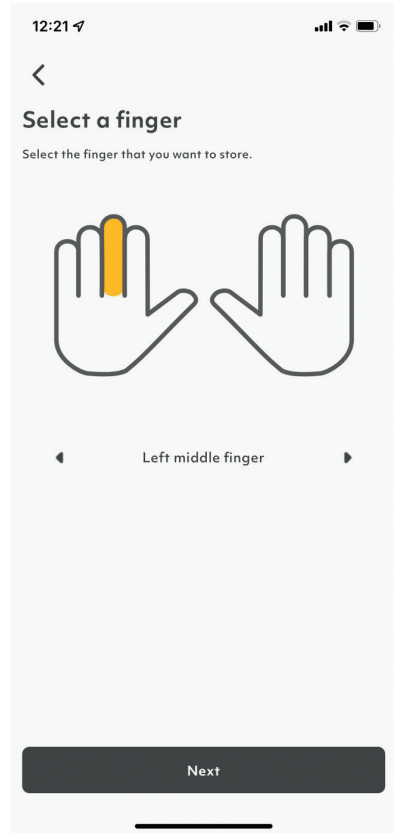 12:21
Select a finger
Select the finger that you want to store.
Left middle finger
Next